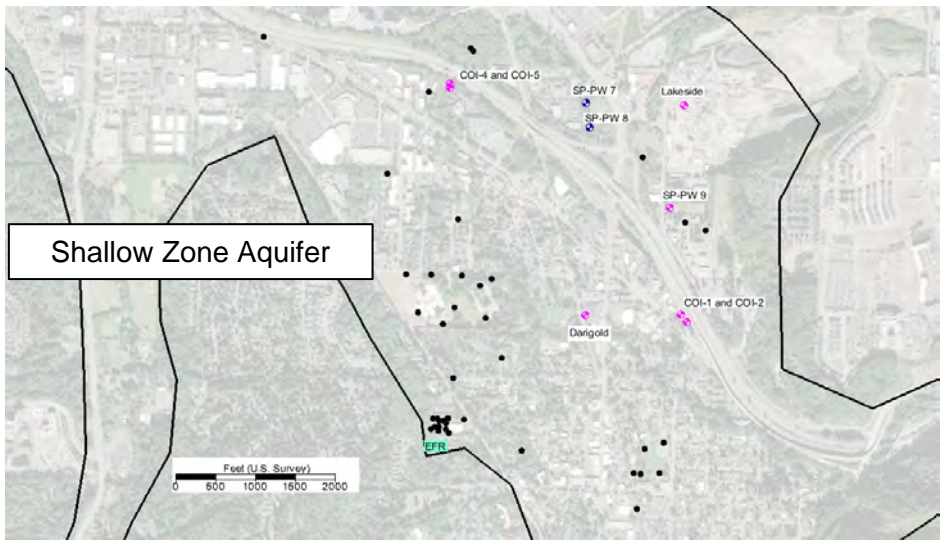 COI-4 and COI-5
SP-PW 7
Lakeside
SP-PW 8
SP-PW 9
Shallow Zone Aquifer
COI-1 and COI-2
Darigold
EFR
Feet (U.S. Survey)
0 500 1000 1500 2000